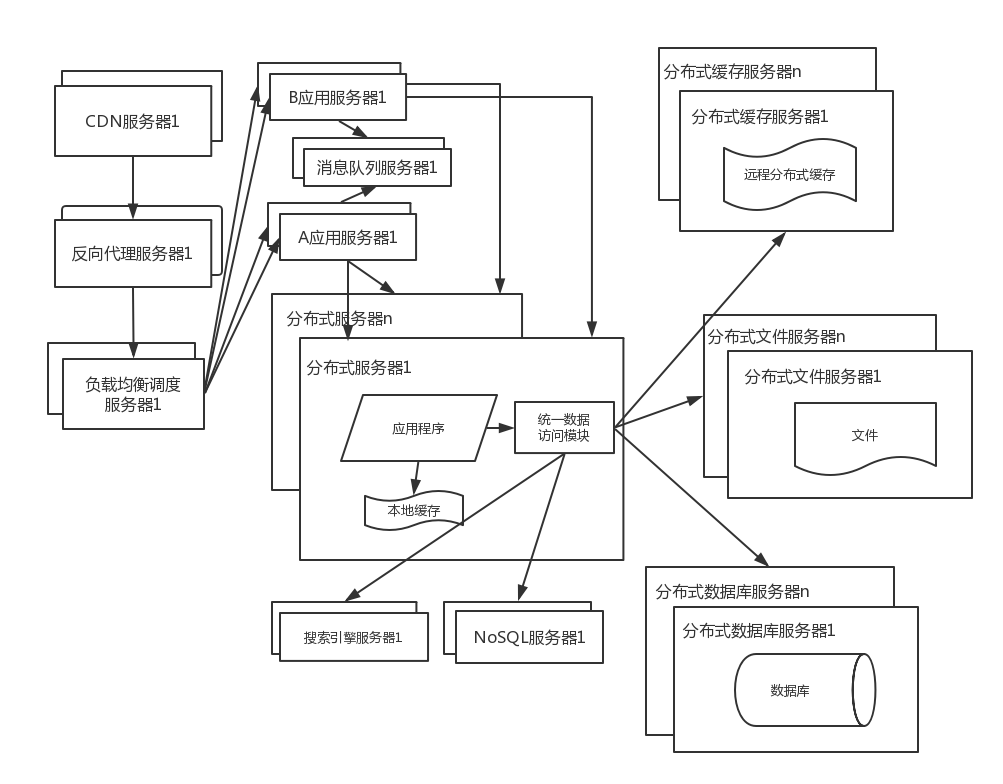 CDN服务器1
反向代理服务器1
负载均衡调度
服务器1
B应用服务器1
消息队列服务器1
A应用服务器1
分布式服务器n
分布式服务器1
应用程序
统一数据
访问模块
本地缓存
搜索引擎服务器1
NoSQL服务器1
分布式缓存服务器n
分布式缓存服务器1
远程分布式缓存
分布式文件服务器n
分布式文件服务器1
文件
分布式数据库服务器n
分布式数据库服务器1
数据库